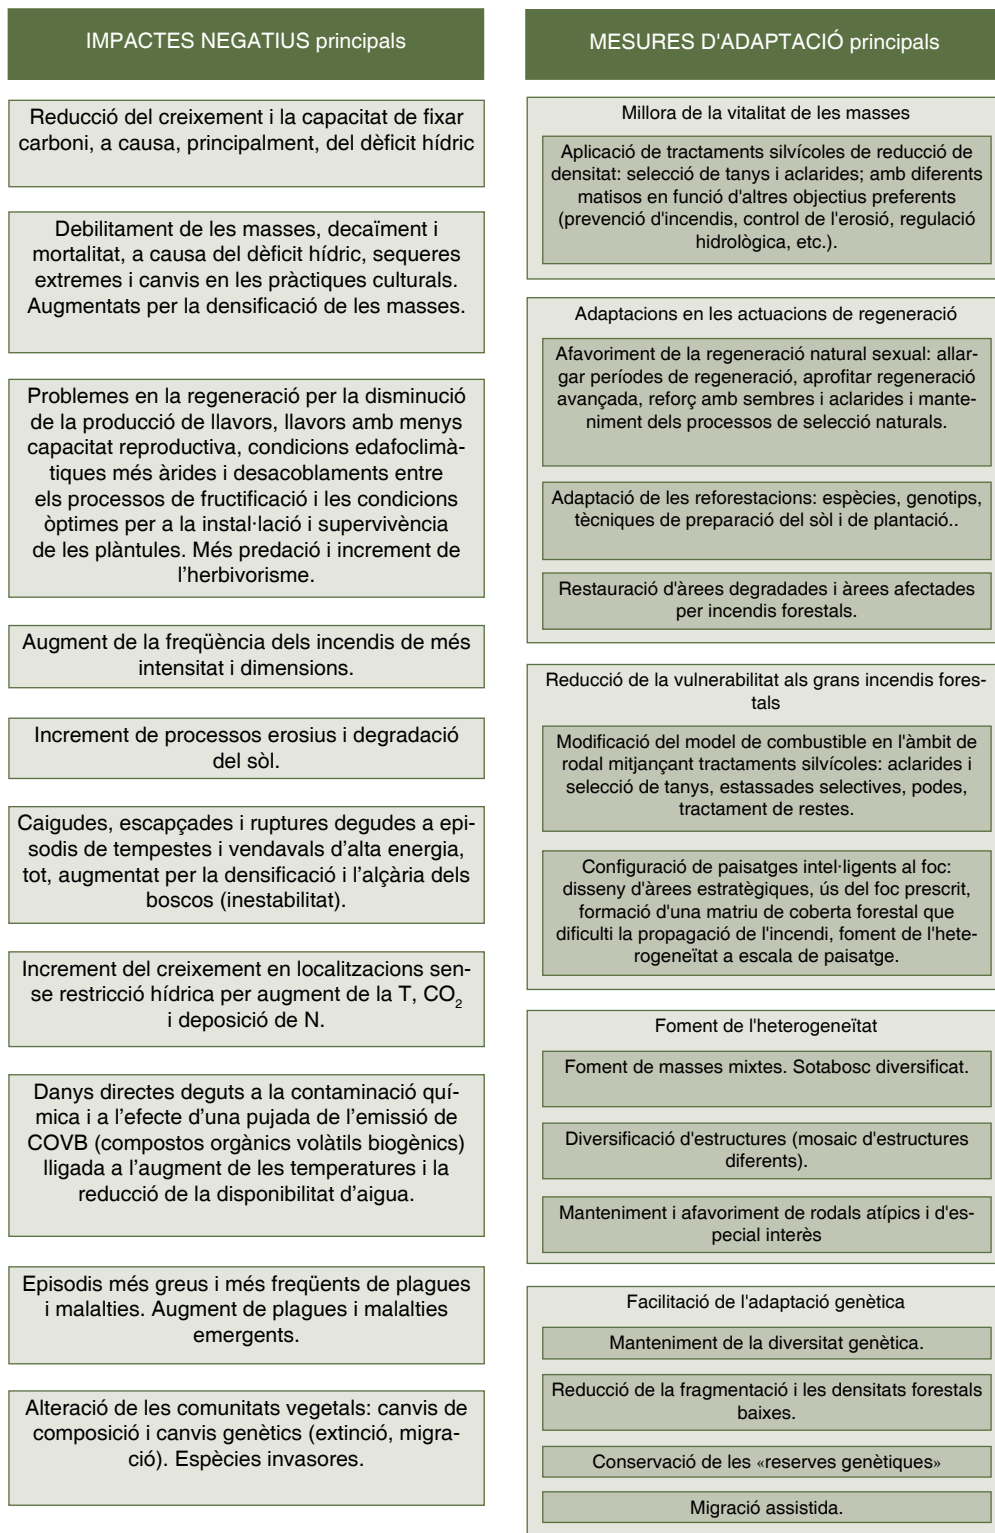 IMPACTES NEGATIUS principals
Reducció del creixement i la capacitat de fixar
carboni, a causa, principalment, del dèficit hídric
Debilitament de les masses, decaïment i
mortalitat, a causa del dèficit hídric, sequeres
extremes i canvis en les pràctiques culturals.
Augmentats per la densificació de les masses.
Problemes en la regeneració per la disminució
de la producció de llavors, llavors amb menys
capacitat reproductiva, condicions edafoclimà-
tiques més àrides i desacoblaments entre
els processos de fructificació i les condicions
òptimes per a la instal·lació i supervivència
de les plàntules. Més predació i increment de
l’herbivorisme.
Augment de la freqüència dels incendis de més
intensitat i dimensions.
Increment de processos erosius i degradació
del sòl.
Caigudes, escapçades i ruptures degudes a epi-
sodis de tempestes i vendavals d’alta energia,
tot, augmentat per la densificació i l’alçària dels
boscos (inestabilitat).
Increment del creixement en localitzacions sen-
se restricció hídrica per augment de la T, CO₂
i deposició de N.
Danys directes deguts a la contaminació quí-
mica i a l’efecte d’una pujada de l’emissió de
COVB (compostos orgànics volàtils biogènics)
lligada a l’augment de les temperatures i la
reducció de la disponibilitat d’aigua.
Episodis més greus i més freqüents de plagues
i malalties. Augment de plagues i malalties
emergents.
Alteració de les comunitats vegetals: canvis de
composició i canvis genètics (extinció, migra-
ció). Espècies invasores.
MESURES D'ADAPTACIÓ principals
Millora de la vitalitat de les masses
Aplicació de tractaments silvícoles de reducció de
densitat: selecció de tanys i aclarides; amb diferents
matisos en funció d'altres objectius preferents
(prevenció d'incendis, control de l'erosió, regulació
hidrològica, etc.).
Adaptacions en les actuacions de regeneració
Afavoriment de la regeneració natural sexual: allar-
gar períodes de regeneració, aprofitar regeneració
avançada, reforç amb sembres i aclarides i mante-
niment dels processos de selecció naturals.
Adaptació de les reforestacions: espècies, genotips,
tècniques de preparació del sòl i de plantació..
Restauració d'àrees degradades i àrees afectades
per incendis forestals.
Reducció de la vulnerabilitat als grans incendis fores-
tals
Modificació del model de combustible en l'àmbit de
rodal mitjançant tractaments silvícoles: aclarides i
selecció de tanys, estassades selectives, podes,
tractament de restes.
Configuració de paisatges intel·ligents al foc:
disseny d'àrees estratègiques, ús del foc prescrit,
formació d'una matriu de coberta forestal que
dificulti la propagació de l'incendi, foment de l'hete-
rogeneïtat a escala de paisatge.
Foment de l'heterogeneïtat
Foment de masses mixtes. Sotabosc diversificat.
Diversificació d'estructures (mosaic d'estructures
diferents).
Manteniment i afavoriment de rodals atípics i d'es-
pecial interès
Facilitació de l'adaptació genètica
Manteniment de la diversitat genètica.
Reducció de la fragmentació i les densitats forestals
baixes.
Conservació de les «reserves genètiques»
Migració assistida.